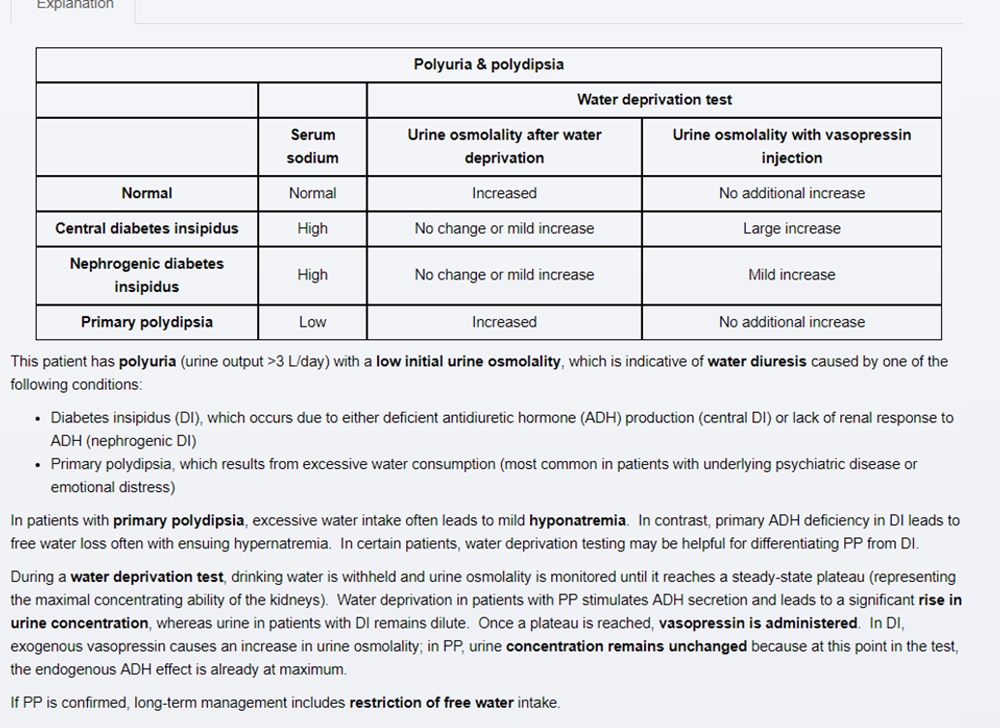 Explanation
Polyuria & polydipsia
Water deprivation test
Serum sodium
Urine osmolality after water deprivation
Urine osmolality with vasopressin injection
Normal Normal Increased No additional increase
Central diabetes insipidus High No change or mild increase Large increase
Nephrogenic diabetes insipidus High No change or mild increase Mild increase
Primary polydipsia Low Increased No additional increase
This patient has polyuria (urine output >3 L/day) with a low initial urine osmolality, which is indicative of water diuresis caused by one of the
following conditions:
• Diabetes insipidus (DI), which occurs due to either deficient antidiuretic hormone (ADH) production (central DI) or lack of renal response to
ADH (nephrogenic DI)
• Primary polydipsia, which results from excessive water consumption (most common in patients with underlying psychiatric disease or
emotional distress)
In patients with primary polydipsia, excessive water intake often leads to mild hyponatremia. In contrast, primary ADH deficiency in DI leads to
free water loss often with ensuing hypernatremia. In certain patients, water deprivation testing may be helpful for differentiating PP from DI.
During a water deprivation test, drinking water is withheld and urine osmolality is monitored until it reaches a steady-state plateau (representing
the maximal concentrating ability of the kidneys). Water deprivation in patients with PP stimulates ADH secretion and leads to a significant rise in
urine concentration, whereas urine in patients with DI remains dilute. Once a plateau is reached, vasopressin is administered. In DI,
exogenous vasopressin causes an increase in urine osmolality; in PP, urine concentration remains unchanged because at this point in the test,
the endogenous ADH effect is already at maximum.
If PP is confirmed, long-term management includes restriction of free water intake.